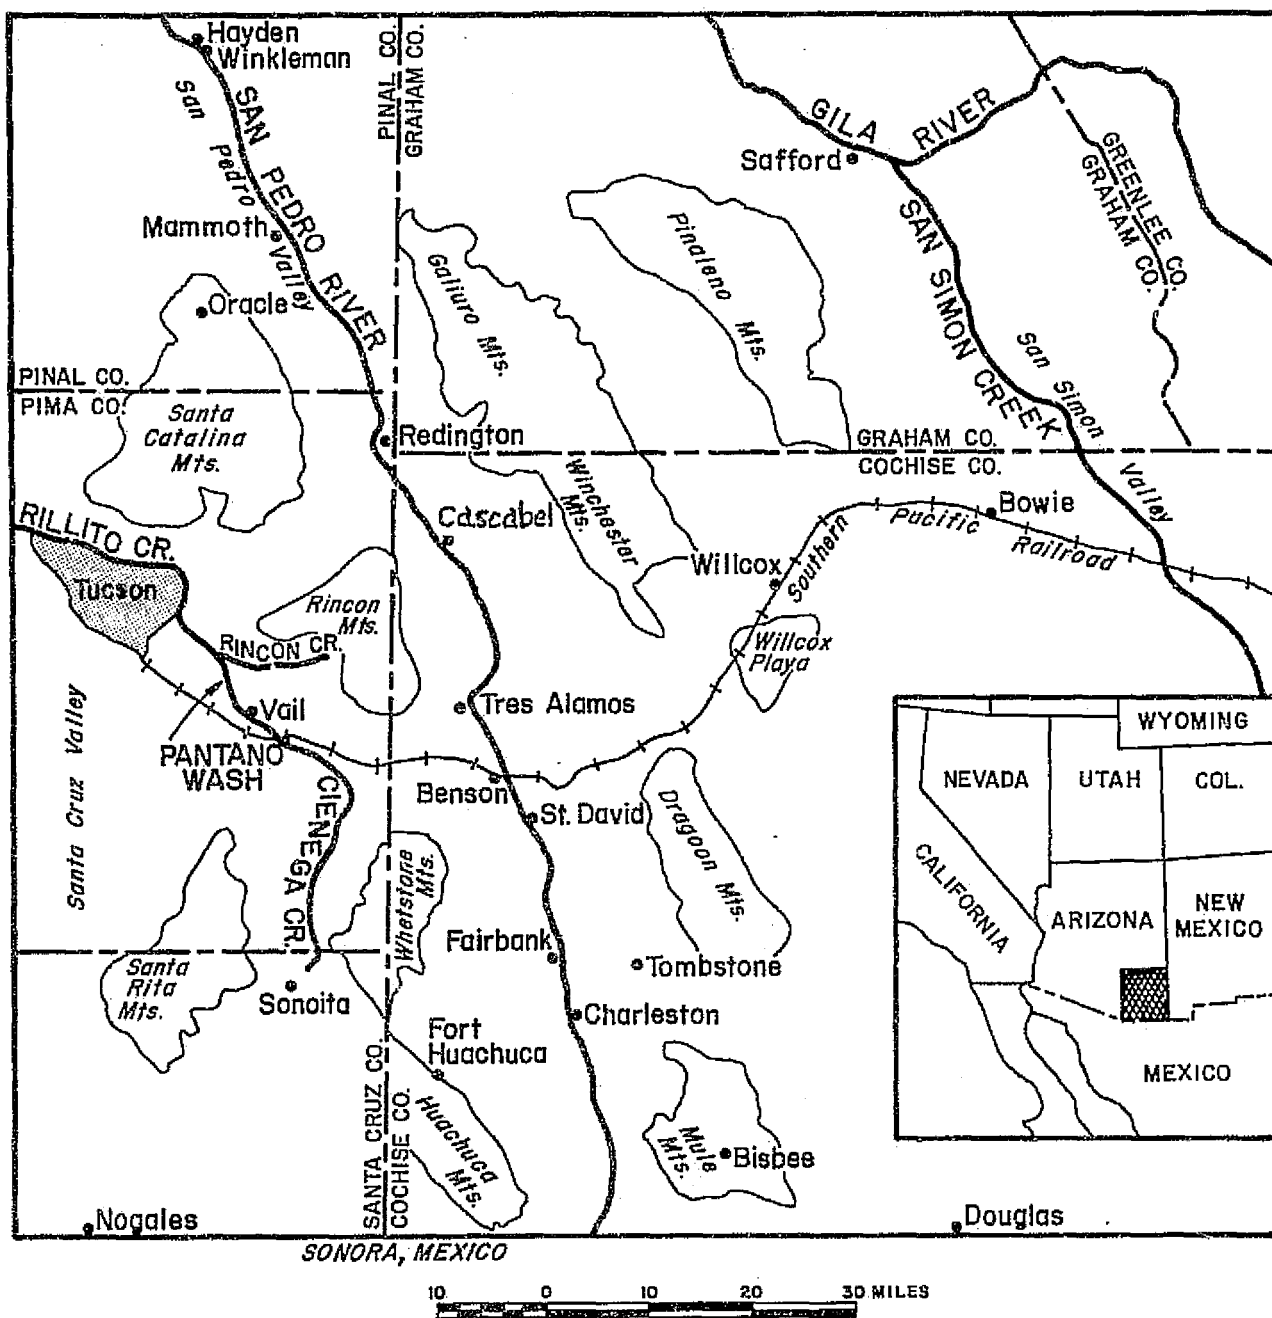 Hayden
Winkleman
San Pedro Valley
SAN PEDRO RIVER
PINAL CO.
GRAHAM CO.
GILA RIVER
Safford
GREENLEE CO.
GRAHAM CO.
Mammoth
Galiuro Mts.
Pinaleno Mts.
SAN SIMON CREEK
San Simon Valley
Oracle
PINAL CO.
PIMA CO.
Santa
Catalina
Mts.
Redington
GRAHAM CO.
COCHISE CO.
Winchester
Mts.
RILLITO CR.
Cascabel
Bowie
Southern Pacific Railroad
Tucson
Willcox
Rincon
Mts.
RINCON CR.
Willcox
Playa
Santa Cruz Valley
Vail
Tres Alamos
PANTANO
WASH
CIENEGA CR.
Benson
St. David
Dragoon Mts.
Whetstone
Mts.
Fairbank
Tombstone
Santa
Rita
Mts.
Sonoita
Charleston
Fort
Huachuca
SANTA CRUZ CO.
COCHISE CO.
Huachuca
Mts.
Mule
Mts.
Bisbee
Nogales
Douglas
SONORA, MEXICO
WYOMING
NEVADA
UTAH
COL.
CALIFORNIA
ARIZONA
NEW
MEXICO
MEXICO
10 0 10 20 30 MILES